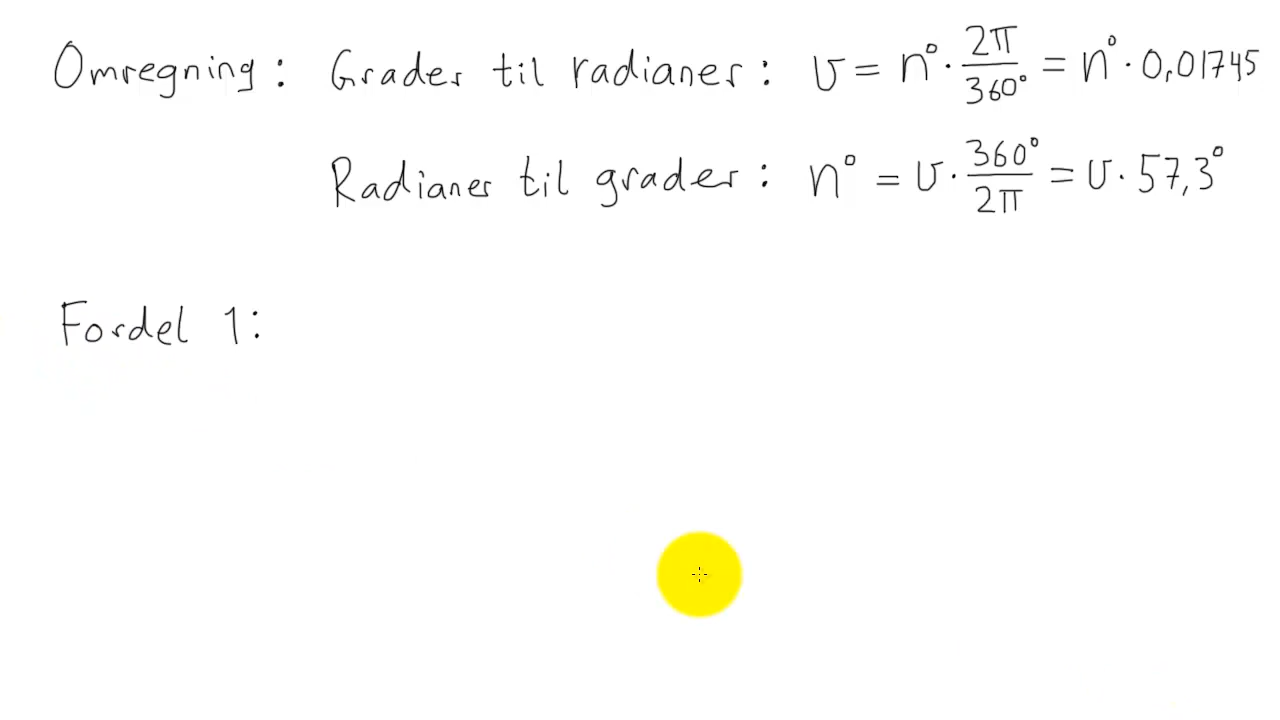 Omregning: Grader til radianer: v = n° · 2π/360° = n° · 0,01745
Radianer til grader: n° = v · 360°/2π = v · 57,3°
Fordel 1: